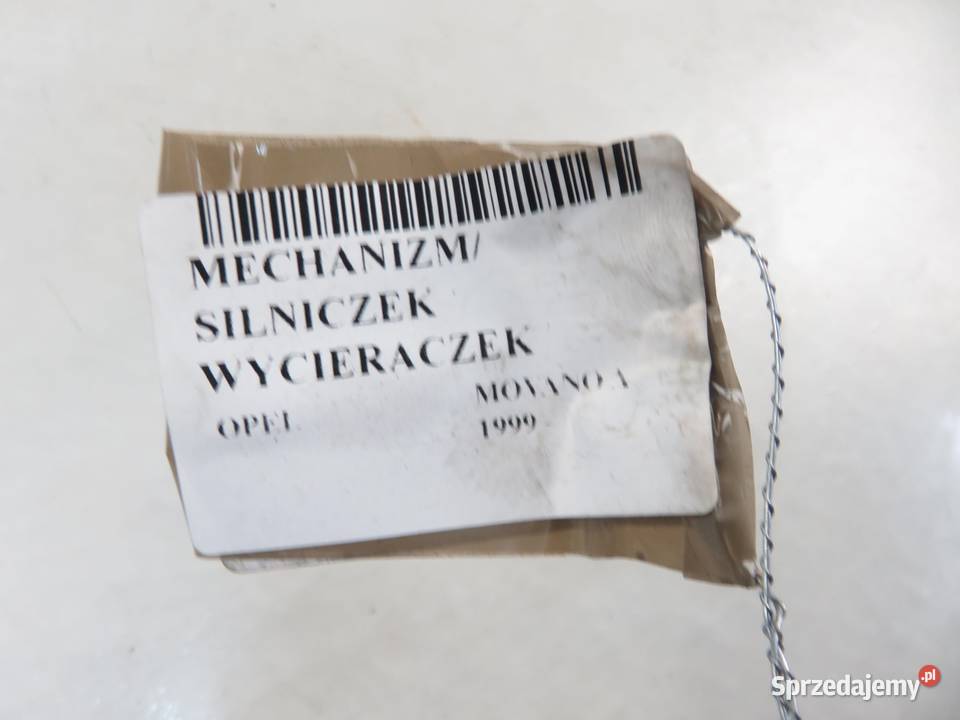 MECHANIZM/
SILNICZEK
WYCIERACZEK
OPEL MOVANO A
1999
Sprzedajemy.pl